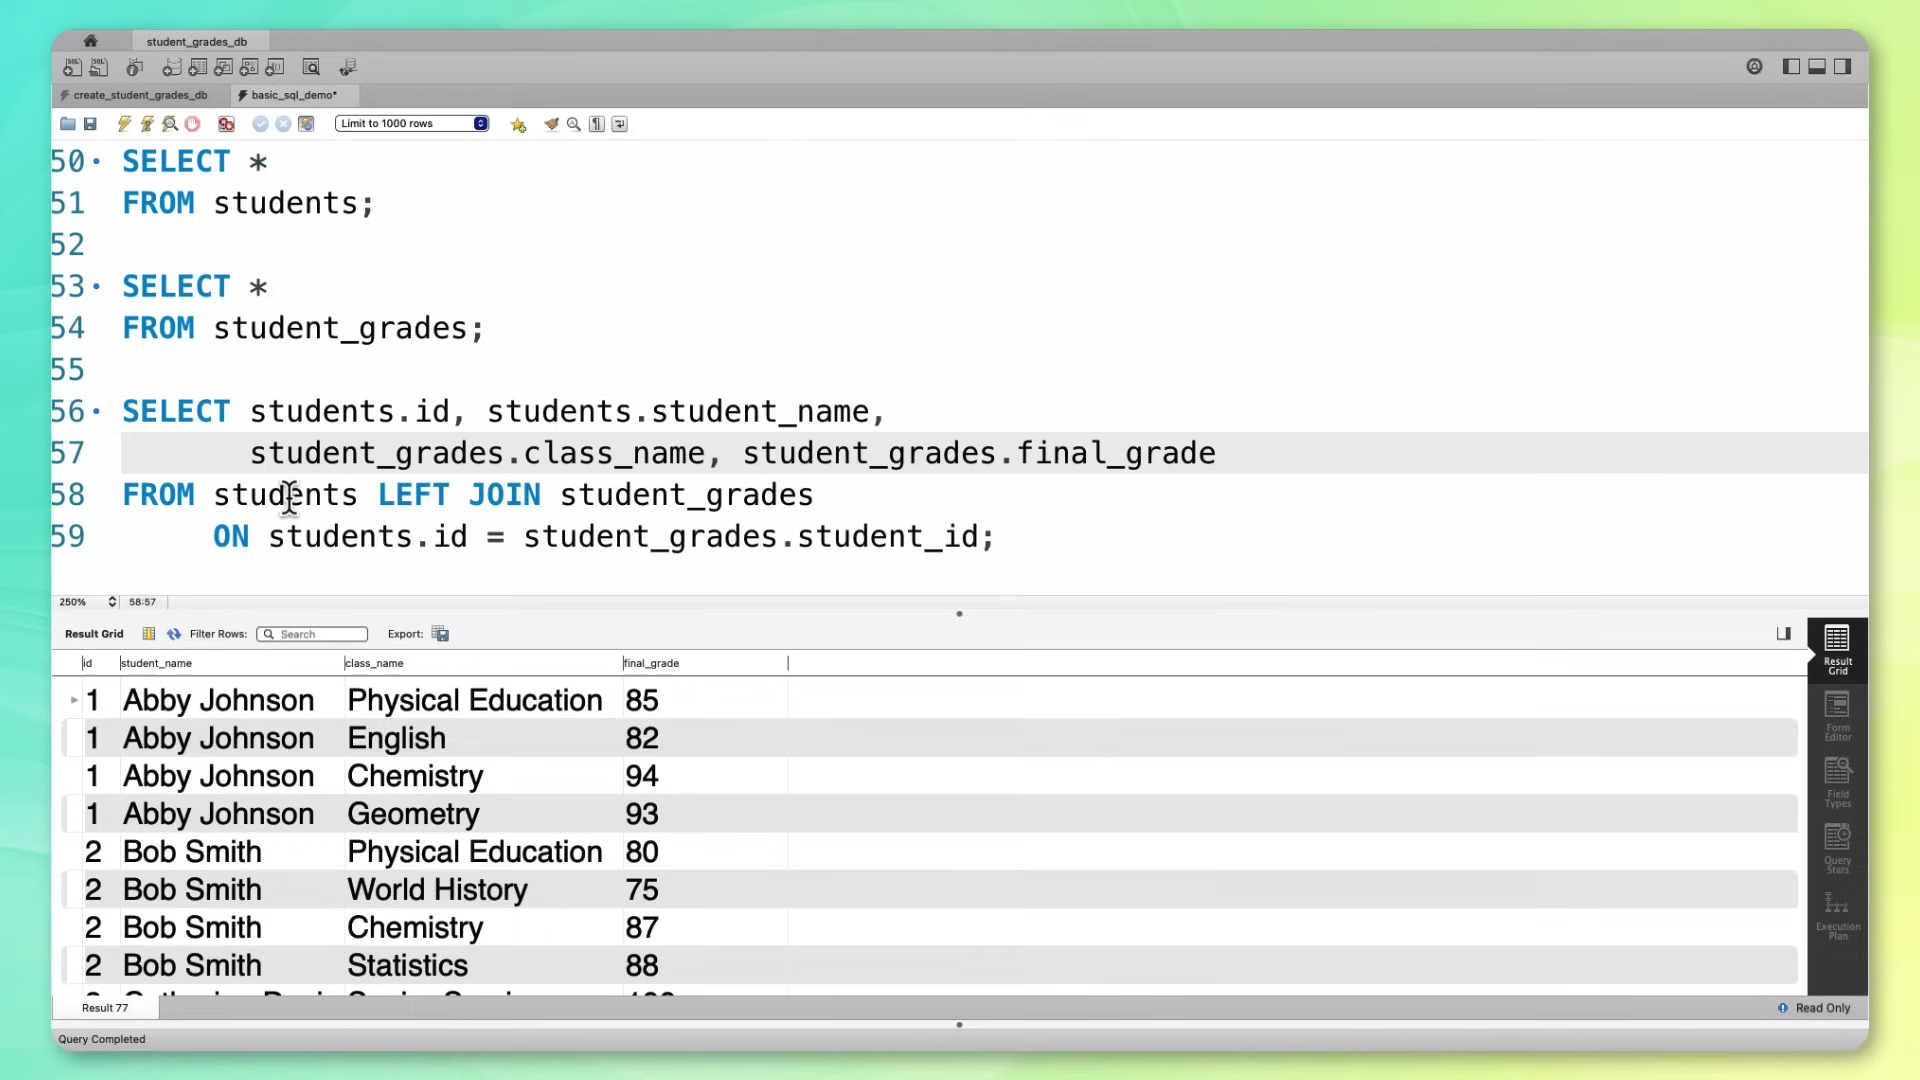 student_grades_db
create_student_grades_db
basic_sql_demo*
Limit to 1000 rows
50 SELECT *
51 FROM students;
52
53 SELECT *
54 FROM student_grades;
55
56 SELECT students.id, students.student_name,
57 student_grades.class_name, student_grades.final_grade
58 FROM students LEFT JOIN student_grades
59 ON students.id = student_grades.student_id;
250% 58:57
Result Grid Filter Rows: Search Export:
id student_name class_name final_grade
1 Abby Johnson Physical Education 85
1 Abby Johnson English 82
1 Abby Johnson Chemistry 94
1 Abby Johnson Geometry 93
2 Bob Smith Physical Education 80
2 Bob Smith World History 75
2 Bob Smith Chemistry 87
2 Bob Smith Statistics 88
Result
Grid
Form
Editor
Field
Types
Query
Stats
Execution
Plan
Result 77
Read Only
Query Completed